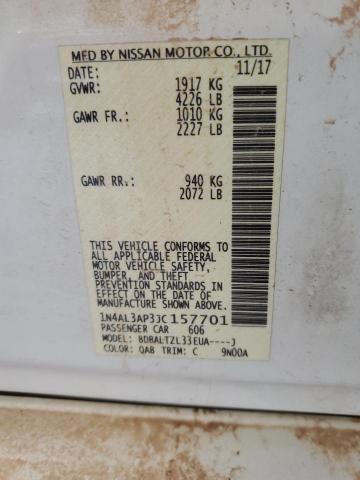 MFD BY NISSAN MOTOR CO., LTD.
DATE: 11/17
GVWR: 1917 KG
4226 LB
GAWR FR.: 1010 KG
2227 LB
GAWR RR.: 940 KG
2072 LB
THIS VEHICLE CONFORMS TO
ALL APPLICABLE FEDERAL
MOTOR VEHICLE SAFETY,
BUMPER, AND THEFT
PREVENTION STANDARDS IN
EFFECT ON THE DATE OF
MANUFACTURE SHOWN ABOVE.
1N4AL3AP3JC157701
PASSENGER CAR 606
MODEL: BDBALTZL33EUA----J
COLOR: QAB TRIM: C 9N00A